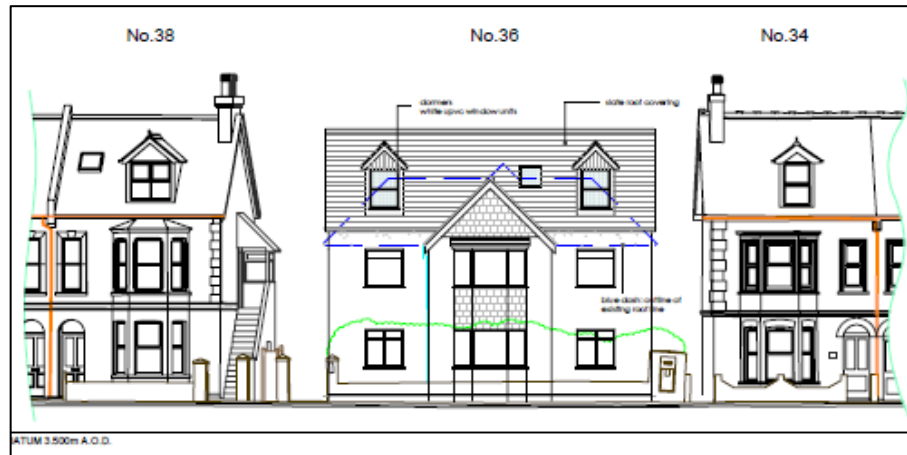 No.38
No.36
No.34
dormers
white upvc window units
slate roof covering
blue dash: outline of
existing roof line
ATUM 3.500m A.O.D.